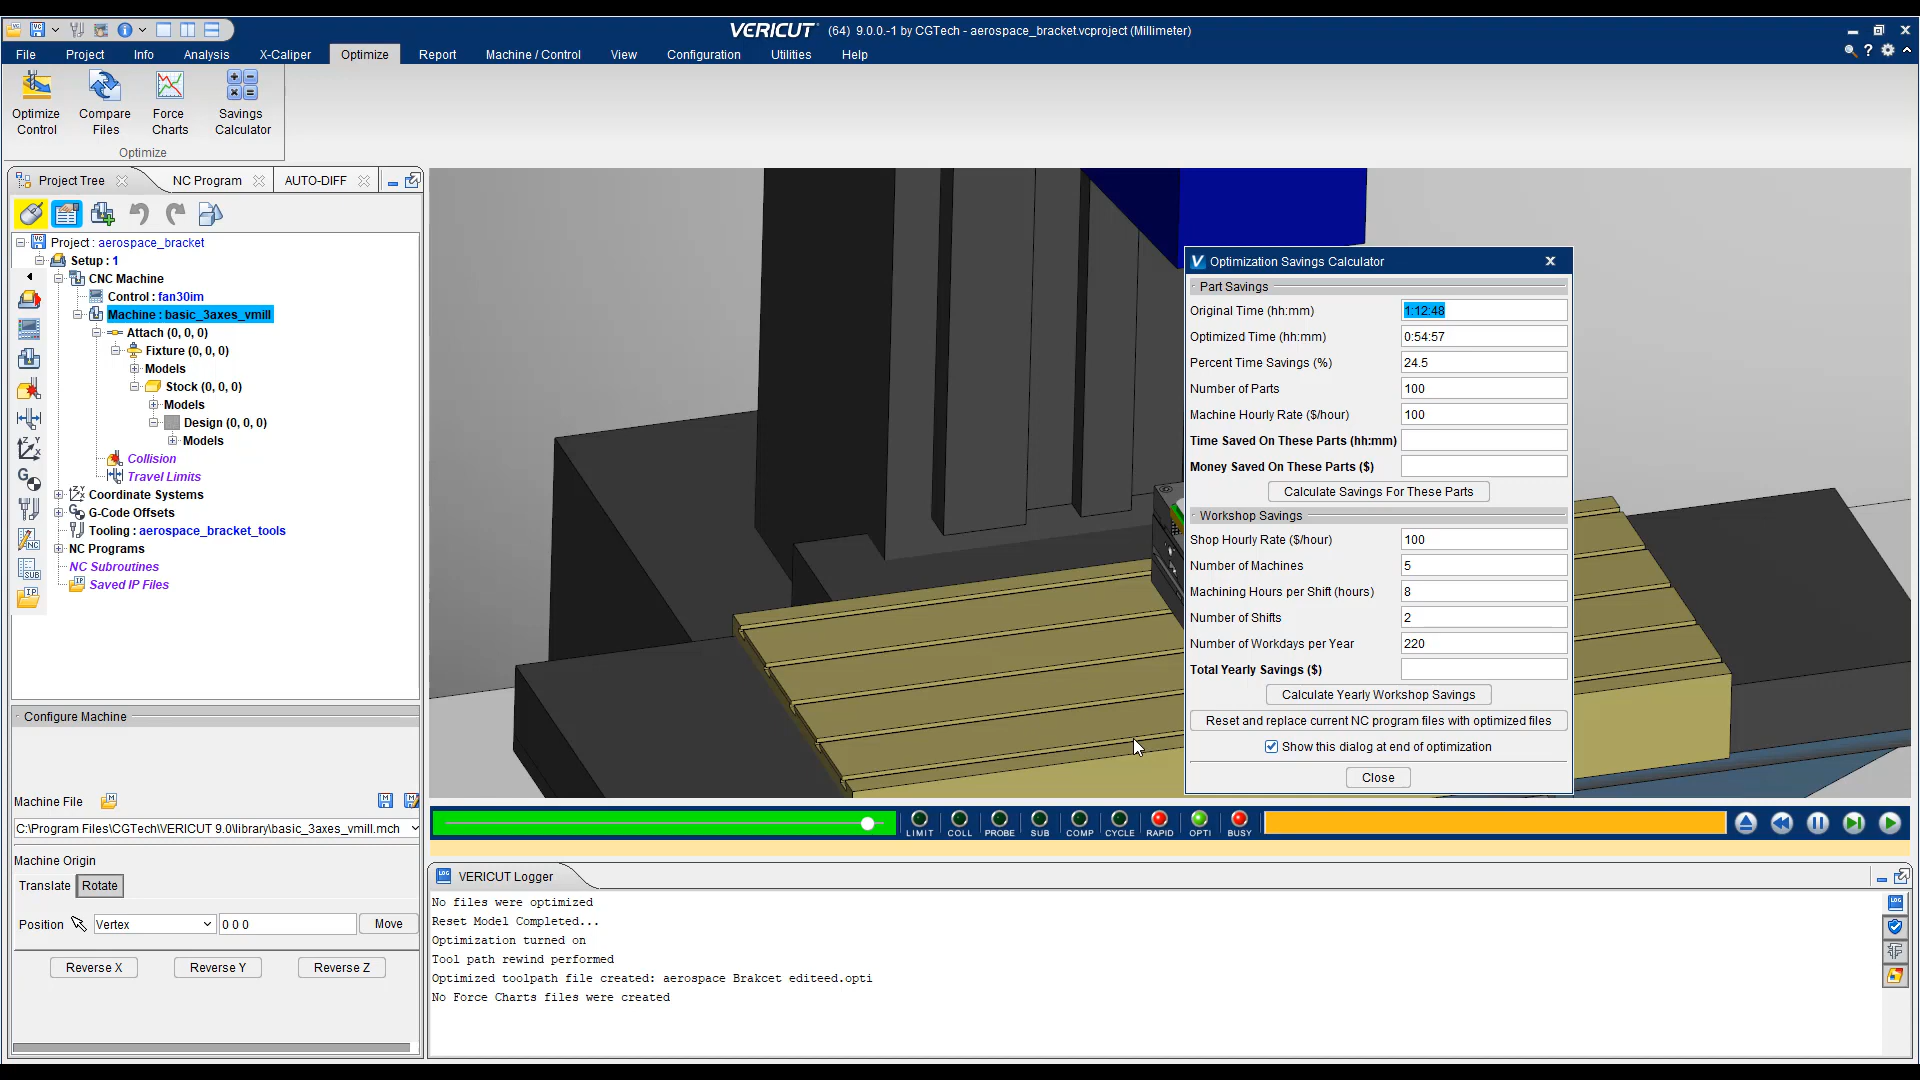 VERICUT (64) 9.0.0.-1 by CGTech - aerospace_bracket.vcproject (Millimeter)
File Project Info Analysis X-Caliper Optimize Report Machine / Control View Configuration Utilities Help
Optimize Control
Compare Files
Force Charts
Savings Calculator
Optimize
Project Tree NC Program AUTO-DIFF
Project : aerospace_bracket
Setup : 1
CNC Machine
Control : fan30im
Machine : basic_3axes_vmill
Attach (0, 0, 0)
Fixture (0, 0, 0)
Models
Stock (0, 0, 0)
Models
Design (0, 0, 0)
Models
Collision
Travel Limits
Coordinate Systems
G-Code Offsets
Tooling : aerospace_bracket_tools
NC Programs
NC Subroutines
Saved IP Files
Configure Machine
Machine File
C:\Program Files\CGTech\VERICUT 9.0\library\basic_3axes_vmill.mch
Machine Origin
Translate Rotate
Position Vertex 0 0 0 Move
Reverse X Reverse Y Reverse Z
Optimization Savings Calculator
Part Savings
Original Time (hh:mm) 1:12:48
Optimized Time (hh:mm) 0:54:57
Percent Time Savings (%) 24.5
Number of Parts 100
Machine Hourly Rate ($/hour) 100
Time Saved On These Parts (hh:mm)
Money Saved On These Parts ($)
Calculate Savings For These Parts
Workshop Savings
Shop Hourly Rate ($/hour) 100
Number of Machines 5
Machining Hours per Shift (hours) 8
Number of Shifts 2
Number of Workdays per Year 220
Total Yearly Savings ($)
Calculate Yearly Workshop Savings
Reset and replace current NC program files with optimized files
Show this dialog at end of optimization
Close
LIMIT COLL PROBE SUB COMP CYCLE RAPID OPTI BUSY
VERICUT Logger
No files were optimized
Reset Model Completed...
Optimization turned on
Tool path rewind performed
Optimized toolpath file created: aerospace Brakcet editeed.opti
No Force Charts files were created